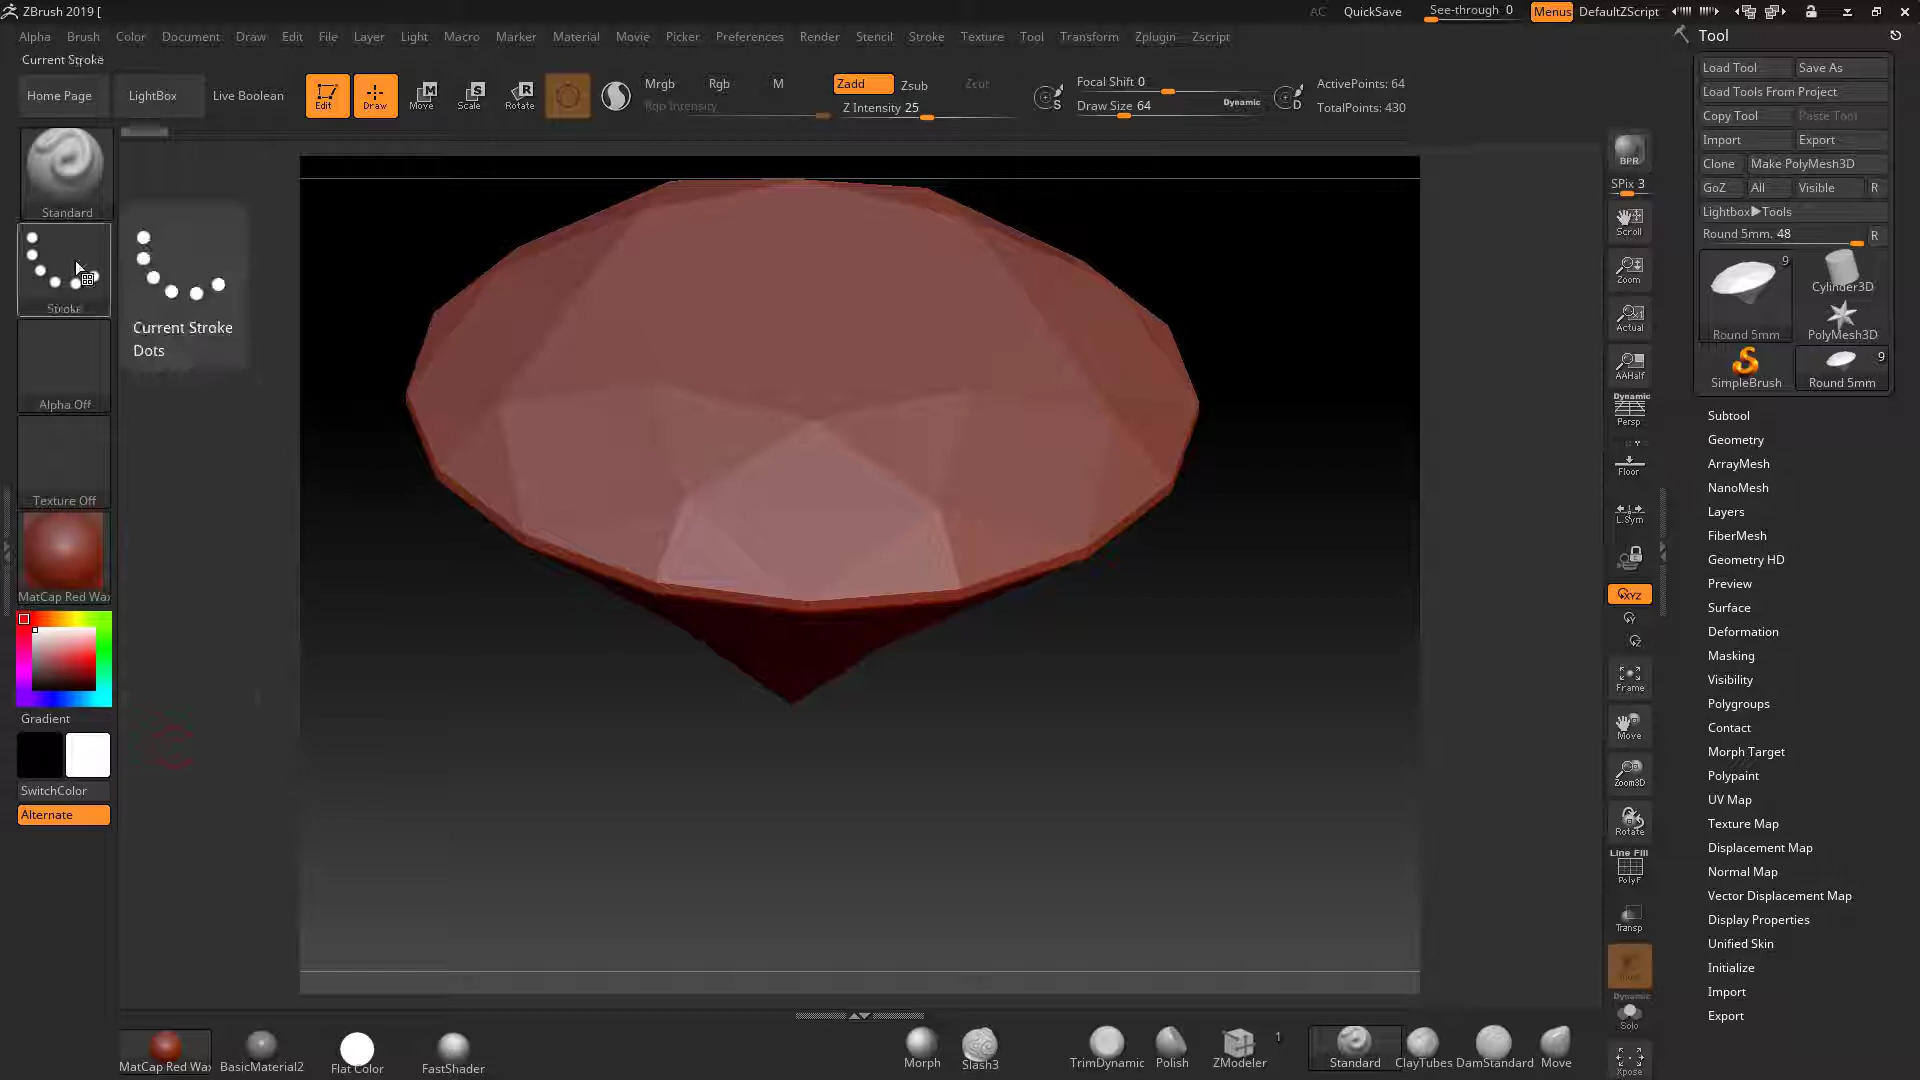 ZBrush 2019 [
AC QuickSave See-through 0 Menus DefaultZScript
Alpha Brush Color Document Draw Edit File Layer Light Macro Marker Material Movie Picker Preferences Render Stencil Stroke Texture Tool Transform Zplugin Zscript
Current Stroke
Home Page LightBox Live Boolean
Edit Draw Move Scale Rotate
Mrgb Rgb M
Rgb Intensity
Zadd Zsub Zcut
Z Intensity 25
Focal Shift 0
Draw Size 64 Dynamic
ActivePoints: 64
TotalPoints: 430
Standard
Stroke
Current Stroke
Dots
Alpha Off
Texture Off
MatCap Red Wax
Gradient
SwitchColor
Alternate
BPR
SPix 3
Scroll
Zoom
Actual
AAHalf
Dynamic
Persp
Floor
L.Sym
XYZ
Frame
Move
Zoom3D
Rotate
Line Fill
PolyF
Transp
Dynamic
Solo
Xpose
Tool
Load Tool Save As
Load Tools From Project
Copy Tool Paste Tool
Import Export
Clone Make PolyMesh3D
GoZ All Visible R
Lightbox▶Tools
Round 5mm. 48 R
9
Round 5mm Cylinder3D
PolyMesh3D
9
SimpleBrush Round 5mm
Subtool
Geometry
ArrayMesh
NanoMesh
Layers
FiberMesh
Geometry HD
Preview
Surface
Deformation
Masking
Visibility
Polygroups
Contact
Morph Target
Polypaint
UV Map
Texture Map
Displacement Map
Normal Map
Vector Displacement Map
Display Properties
Unified Skin
Initialize
Import
Export
MatCap Red Wax BasicMaterial2 Flat Color FastShader Morph Slash3 TrimDynamic Polish ZModeler 1 Standard ClayTubes DamStandard Move